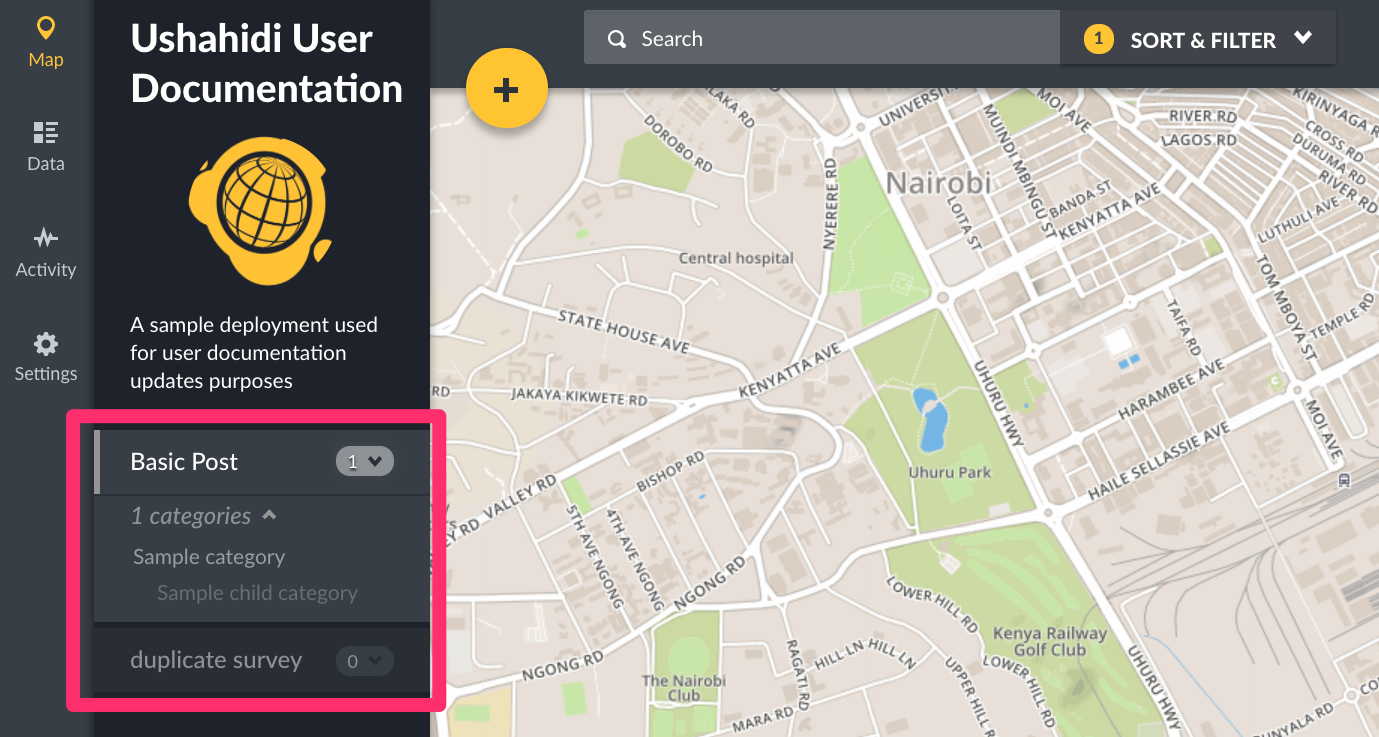 Map
Data
Activity
Settings
Ushahidi User
Documentation
A sample deployment used
for user documentation
updates purposes
Basic Post
1
1 categories
Sample category
Sample child category
duplicate survey
0
+
Search
1
SORT & FILTER
DOROBO RD
NYERERE RD
MOI AVE
RIVER RD
LAGOS RD
CROSS RD
DURUMA RD
RIVER RD
MUINDI MBINGU ST
Nairobi
LOITA ST
BANDA ST
KENYATTA AVE
LUTHULI AVE
TOM MBOYA ST
TEMPLE RD
Central hospital
STATE HOUSE AVE
KENYATTA AVE
TAIFA RD
RD
JAKAYA KIKWETE RD
UHURU HWY
HARAMBEE AVE
MOI AVE
HAILE SELLASSIE AVE
Uhuru Park
BISHOP RD
VALLEY RD
5TH AVE NGONG
4TH AVE NGONG
NGONG RD
LOWER HILL RD
Kenya Railway
Golf Club
NGONG RD
RAGATI RD
HILL LN HILL LN
UPPER HILL RD
LOWER HILL RD
UHURU HWY
The Nairobi
Club
MARA RD